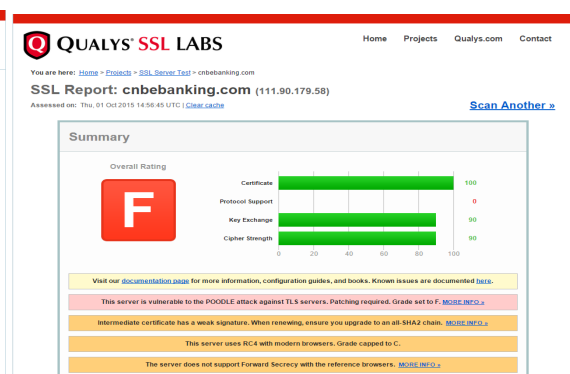 QUALYS® SSL LABS
Home Projects Qualys.com Contact
You are here: Home > Projects > SSL Server Test > cnbebanking.com
SSL Report: cnbebanking.com (111.90.179.58)
Assessed on: Thu, 01 Oct 2015 14:56:45 UTC | Clear cache
Scan Another »
Summary
Overall Rating
F
Certificate 100
Protocol Support 0
Key Exchange 90
Cipher Strength 90
0 20 40 60 80 100
Visit our documentation page for more information, configuration guides, and books. Known issues are documented here.
This server is vulnerable to the POODLE attack against TLS servers. Patching required. Grade set to F. MORE INFO »
Intermediate certificate has a weak signature. When renewing, ensure you upgrade to an all-SHA2 chain. MORE INFO »
This server uses RC4 with modern browsers. Grade capped to C.
The server does not support Forward Secrecy with the reference browsers. MORE INFO »